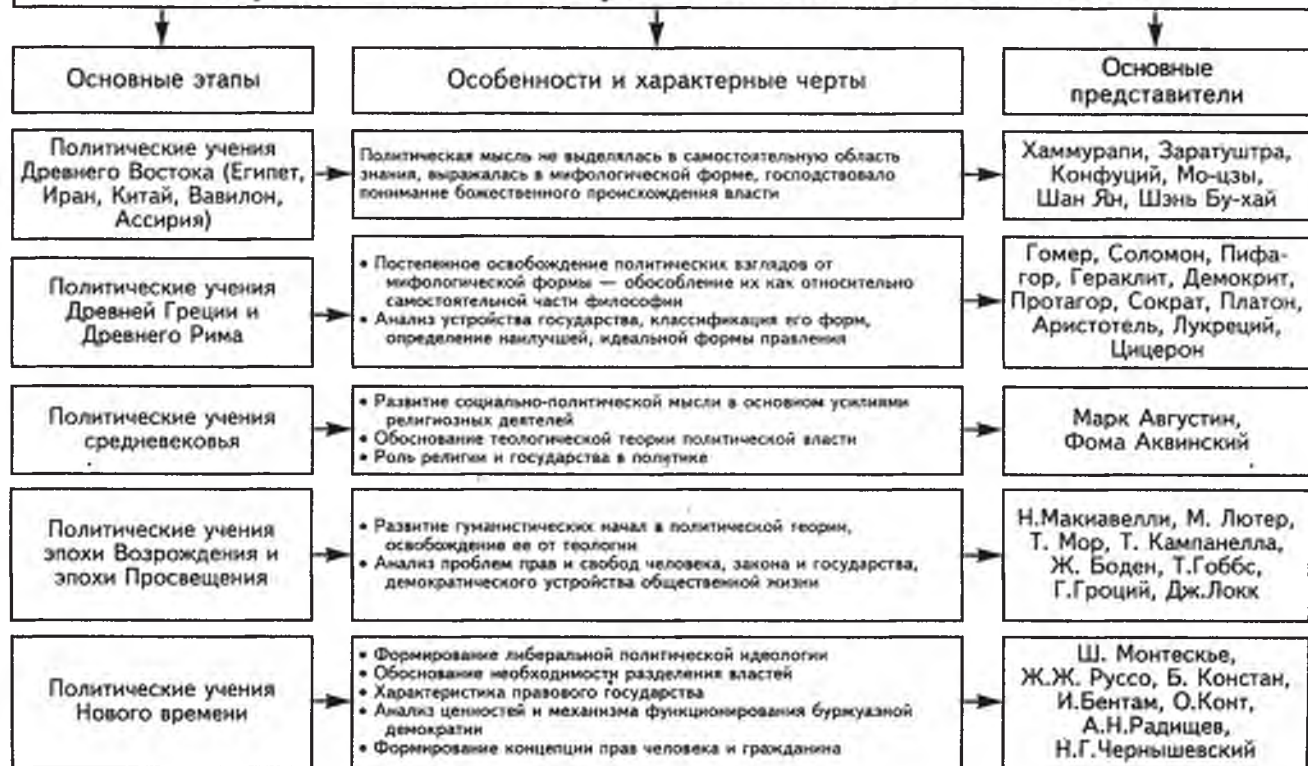 Основные этапы
Особенности и характерные черты
Основные
представители
Политические учения
Древнего Востока (Египет,
Иран, Китай, Вавилон,
Ассирия)
Политическая мысль не выделялась в самостоятельную область
знания, выражалась в мифологической форме, господствовало
понимание божественного происхождения власти
Хаммурапи, Заратуштра,
Конфуций, Мо-цзы,
Шан Ян, Шэнь Бу-хай
Политические учения
Древней Греции и
Древнего Рима
• Постепенное освобождение политических взглядов от
мифологической формы — обособление их как относительно
самостоятельной части философии
• Анализ устройства государства, классификация его форм,
определение наилучшей, идеальной формы правления
Гомер, Соломон, Пифа-
гор, Гераклит, Демокрит,
Протагор, Сократ, Платон,
Аристотель, Лукреций,
Цицерон
Политические учения
средневековья
• Развитие социально-политической мысли в основном усилиями
религиозных деятелей
• Обоснование теологической теории политической власти
• Роль религии и государства в политике
Марк Августин,
Фома Аквинский
Политические учения
эпохи Возрождения и
эпохи Просвещения
• Развитие гуманистических начал в политической теории,
освобождение ее от теологии
• Анализ проблем прав и свобод человека, закона и государства,
демократического устройства общественной жизни
Н.Макиавелли, М. Лютер,
Т. Мор, Т. Кампанелла,
Ж. Боден, Т.Гоббс,
Г.Гроций, Дж.Локк
Политические учения
Нового времени
• Формирование либеральной политической идеологии
• Обоснование необходимости разделения властей
• Характеристика правового государства
• Анализ ценностей и механизма функционирования буржуазной
демократии
• Формирование концепции прав человека и гражданина
Ш. Монтескье,
Ж.Ж. Руссо, Б. Констан,
И.Бентам, О.Конт,
А.Н.Радищев,
Н.Г.Чернышевский